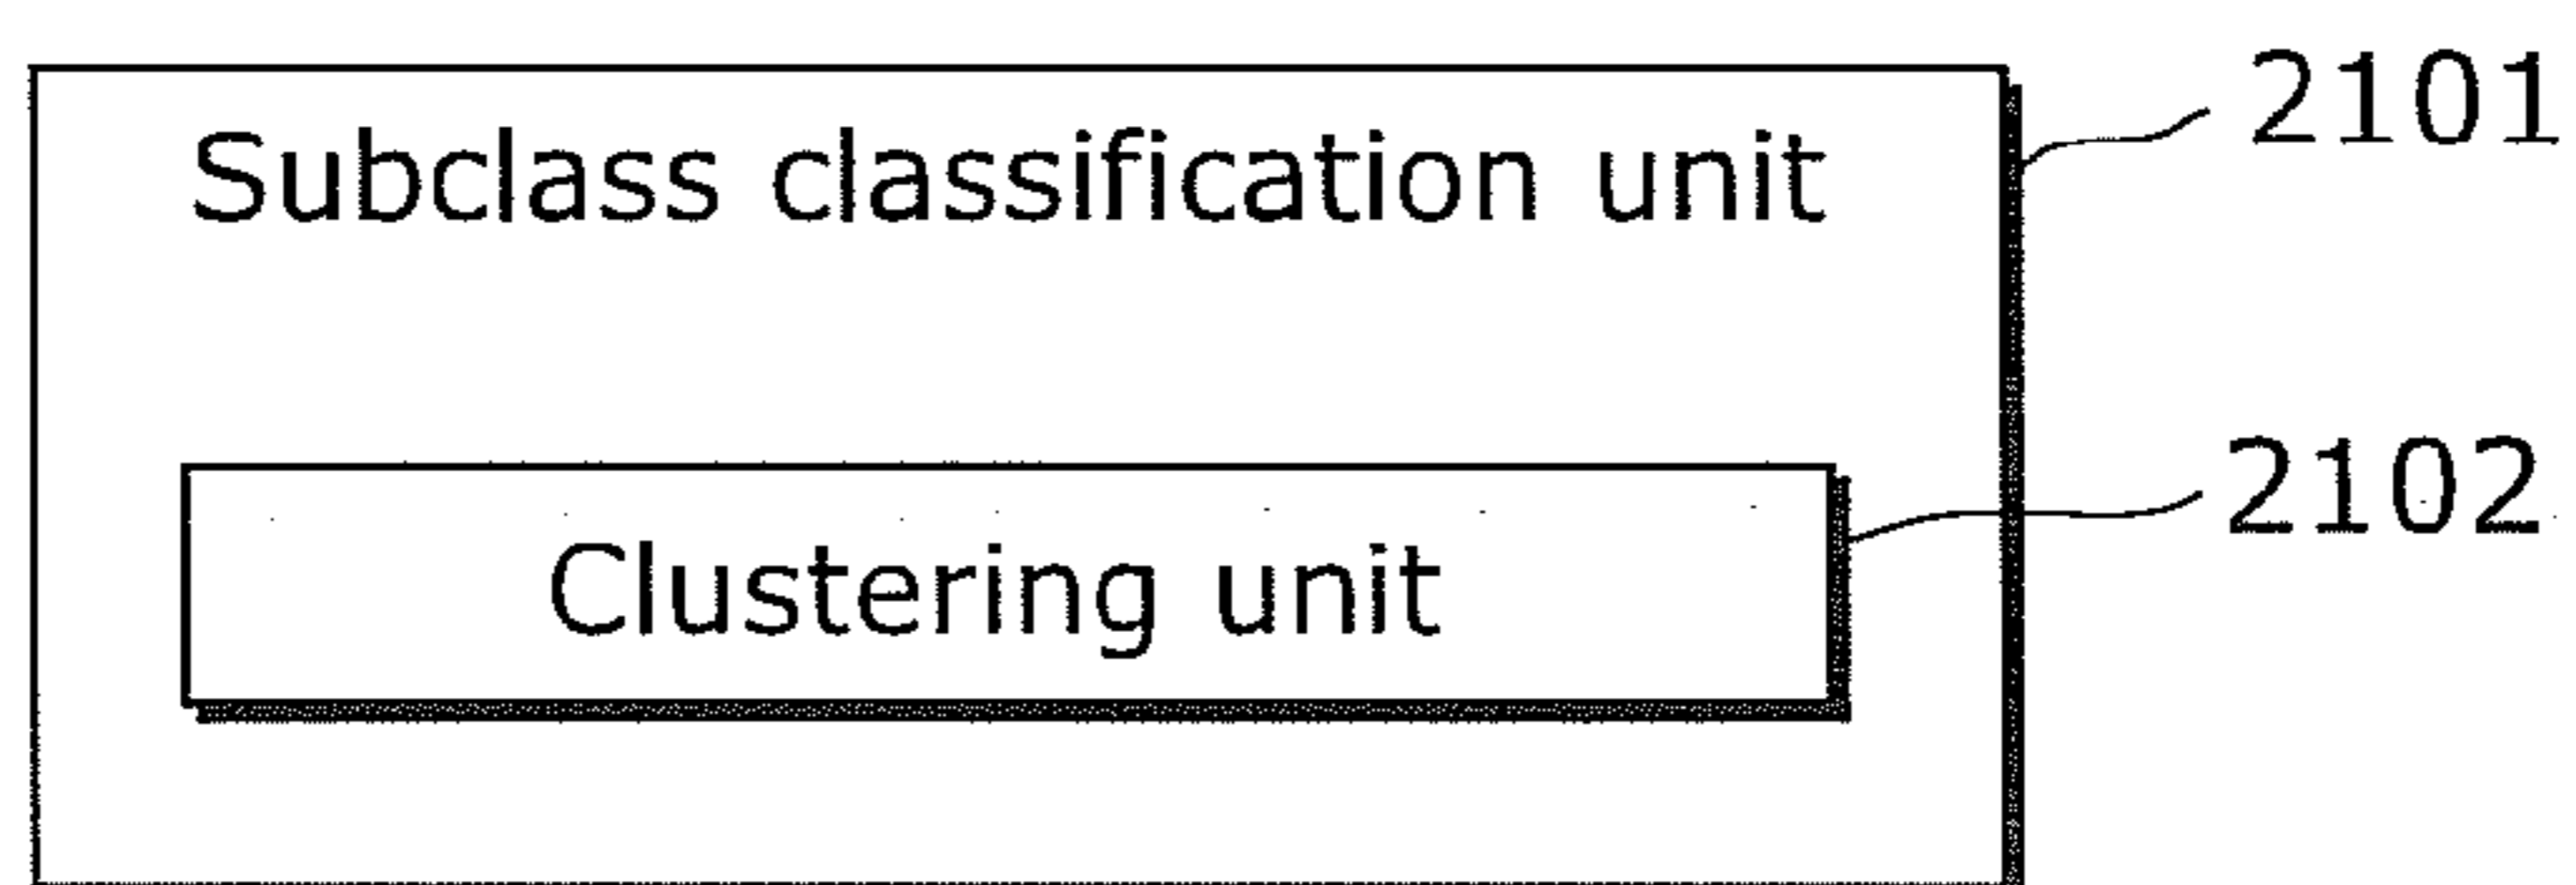 2101
Subclass classification unit
2102
Clustering unit